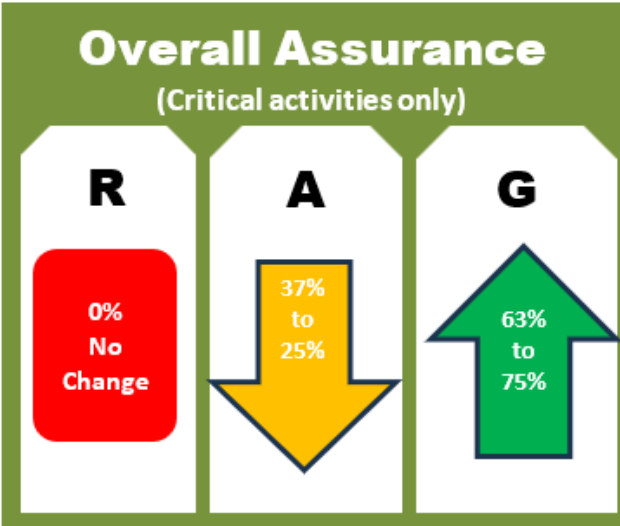 Overall Assurance
(Critical activities only)
R
0%
No
Change
A
37%
to
25%
G
63%
to
75%